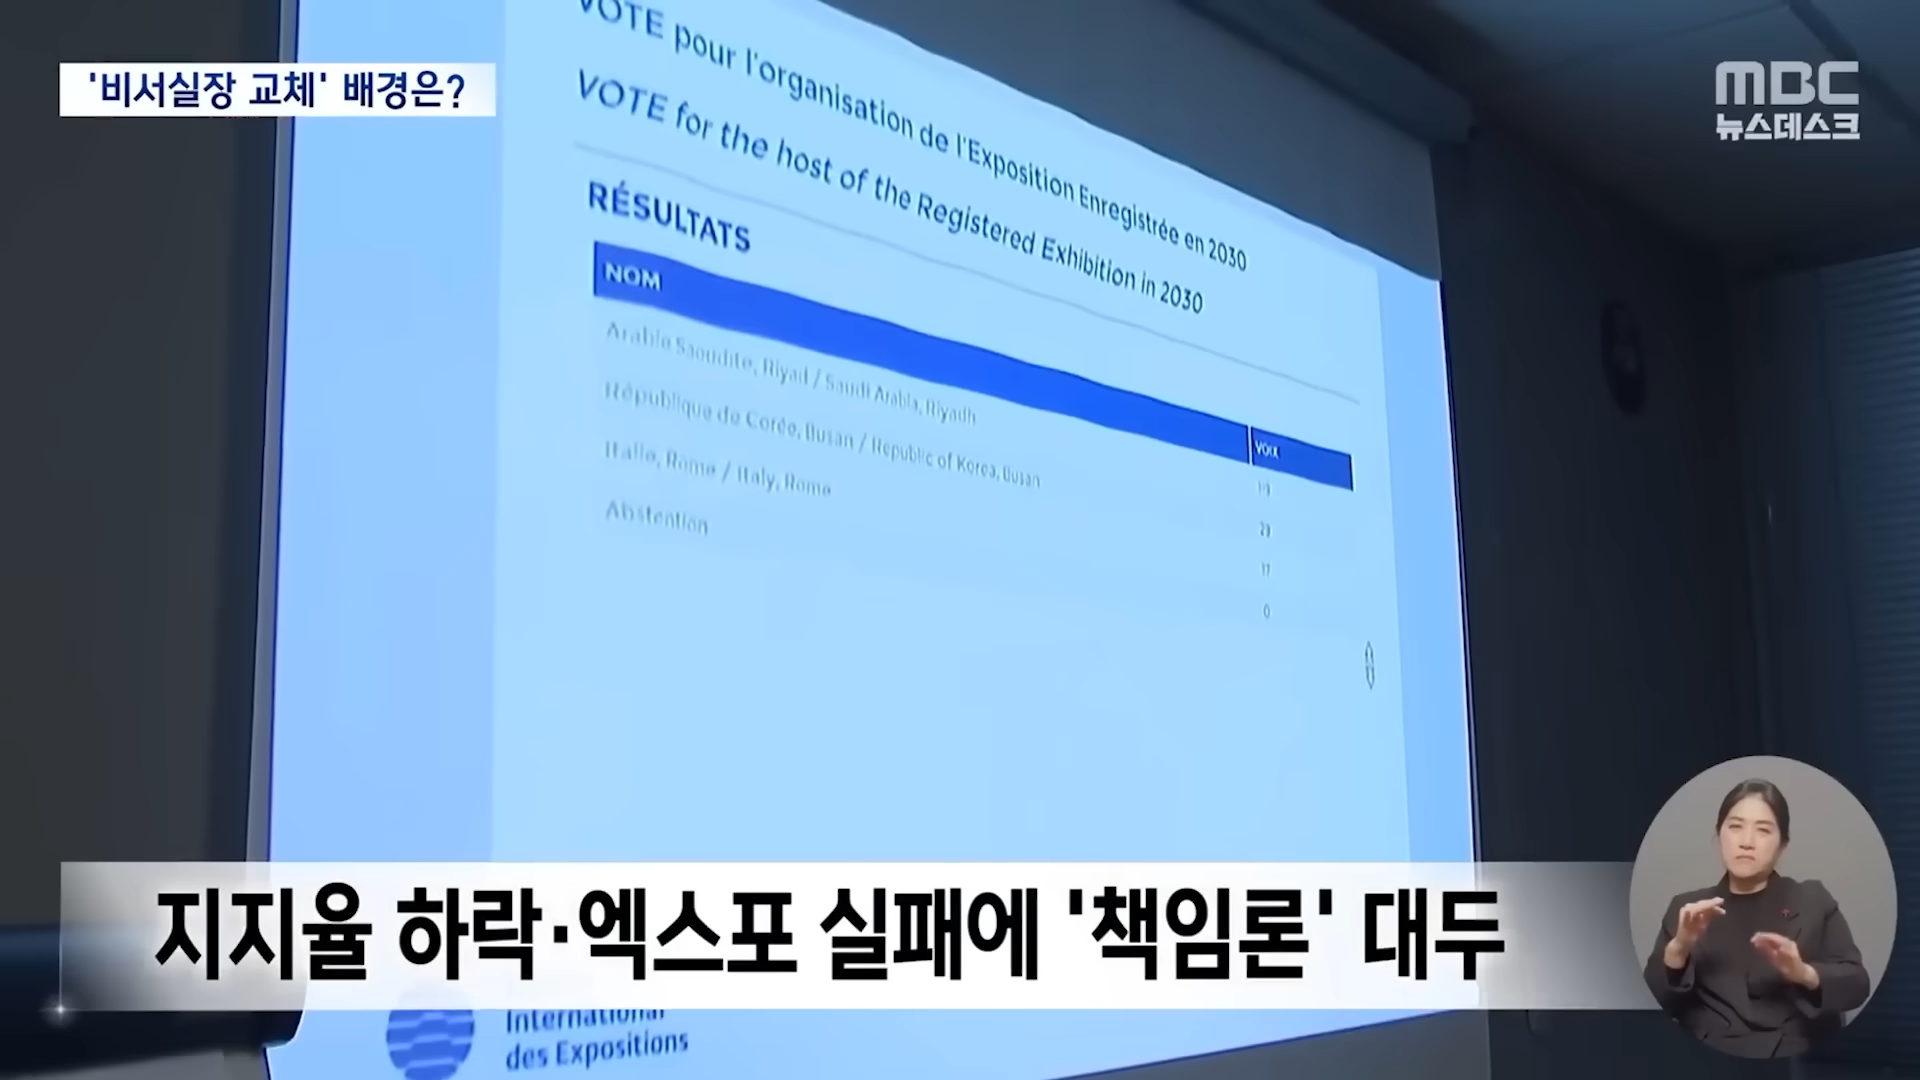 '비서실장 교체' 배경은?
MBC
뉴스데스크
VOTE pour l'organisation de l'Exposition Enregistrée en 2030
VOTE for the host of the Registered Exhibition in 2030
RÉSULTATS
NOM
VOIX
Arabie Saoudite, Riyad / Saudi Arabia, Riyadh
République de Corée, Busan / Republic of Korea, Busan
29
Italie, Rome / Italy, Rome
17
Abstention
0
지지율 하락·엑스포 실패에 '책임론' 대두
International
des Expositions